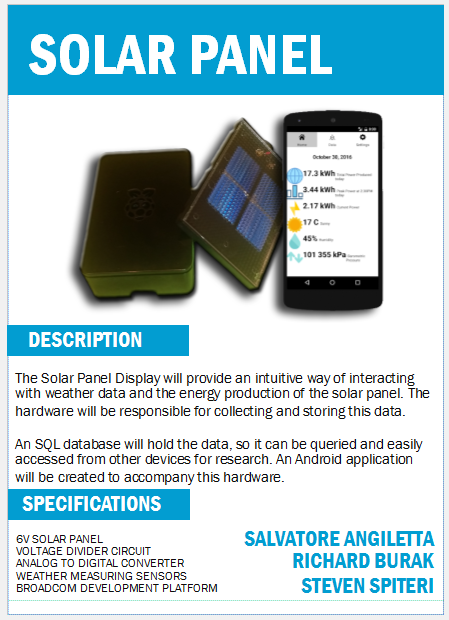 SOLAR PANEL
Home Data Settings
October 30, 2016
17.3 kWh Total Power Produced today
3.44 kWh
2.17 kWh Current Power
17 C Sunny
45% Humidity
101 355 kPa Barometric Pressure
DESCRIPTION
The Solar Panel Display will provide an intuitive way of interacting
with weather data and the energy production of the solar panel. The
hardware will be responsible for collecting and storing this data.
An SQL database will hold the data, so it can be queried and easily
accessed from other devices for research. An Android application
will be created to accompany this hardware.
SPECIFICATIONS
6V SOLAR PANEL
VOLTAGE DIVIDER CIRCUIT
ANALOG TO DIGITAL CONVERTER
WEATHER MEASURING SENSORS
BROADCOM DEVELOPMENT PLATFORM
SALVATORE ANGILETTA
RICHARD BURAK
STEVEN SPITERI